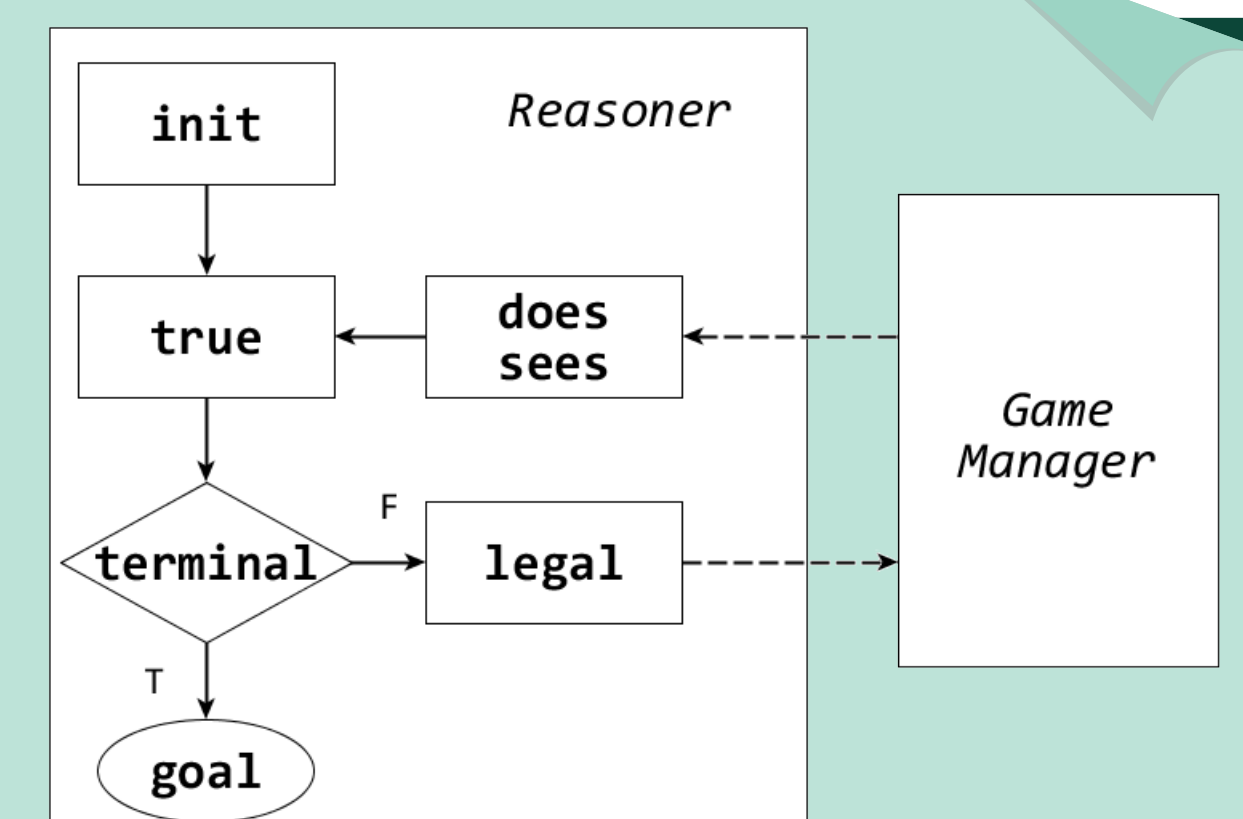 init
Reasoner
true
does
sees
Game
Manager
F
terminal
legal
T
goal